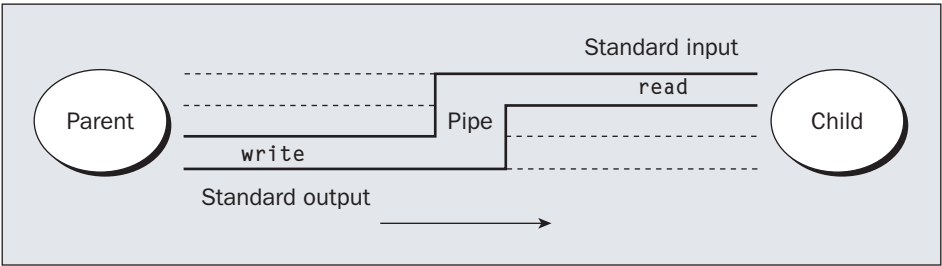 Standard input
read
Parent
Pipe
Child
write
Standard output